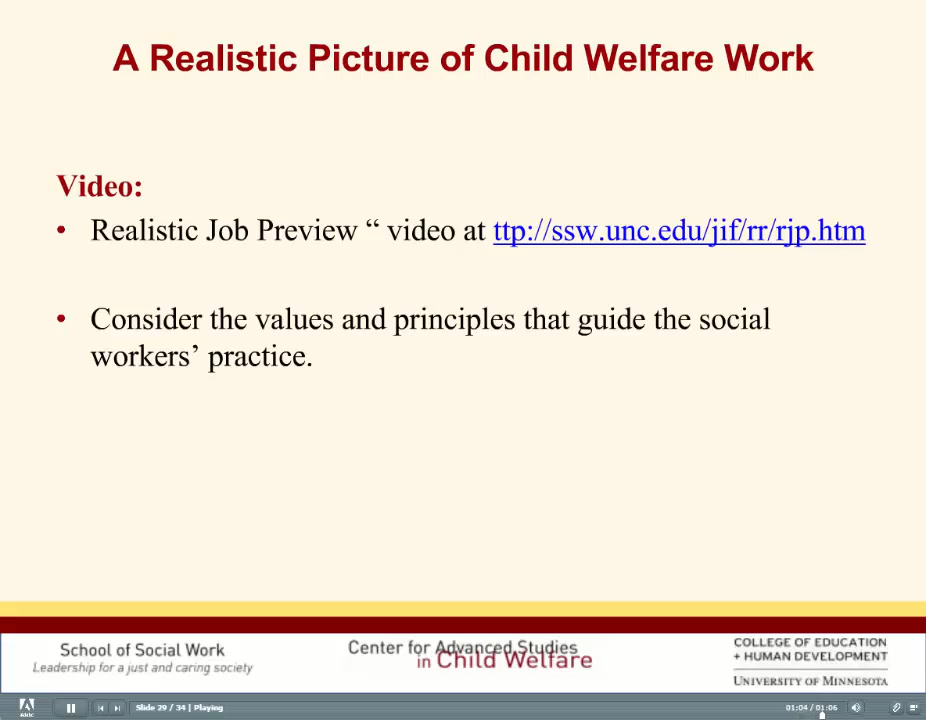 A Realistic Picture of Child Welfare Work
Video:
• Realistic Job Preview “ video at ttp://ssw.unc.edu/jif/rr/rjp.htm
• Consider the values and principles that guide the social
workers’ practice.
School of Social Work
Leadership for a just and caring society
Center for Advanced Studies
in Child Welfare
COLLEGE OF EDUCATION
+ HUMAN DEVELOPMENT
UNIVERSITY OF MINNESOTA
Slide 29 / 34 | Playing
01:04 / 01:06